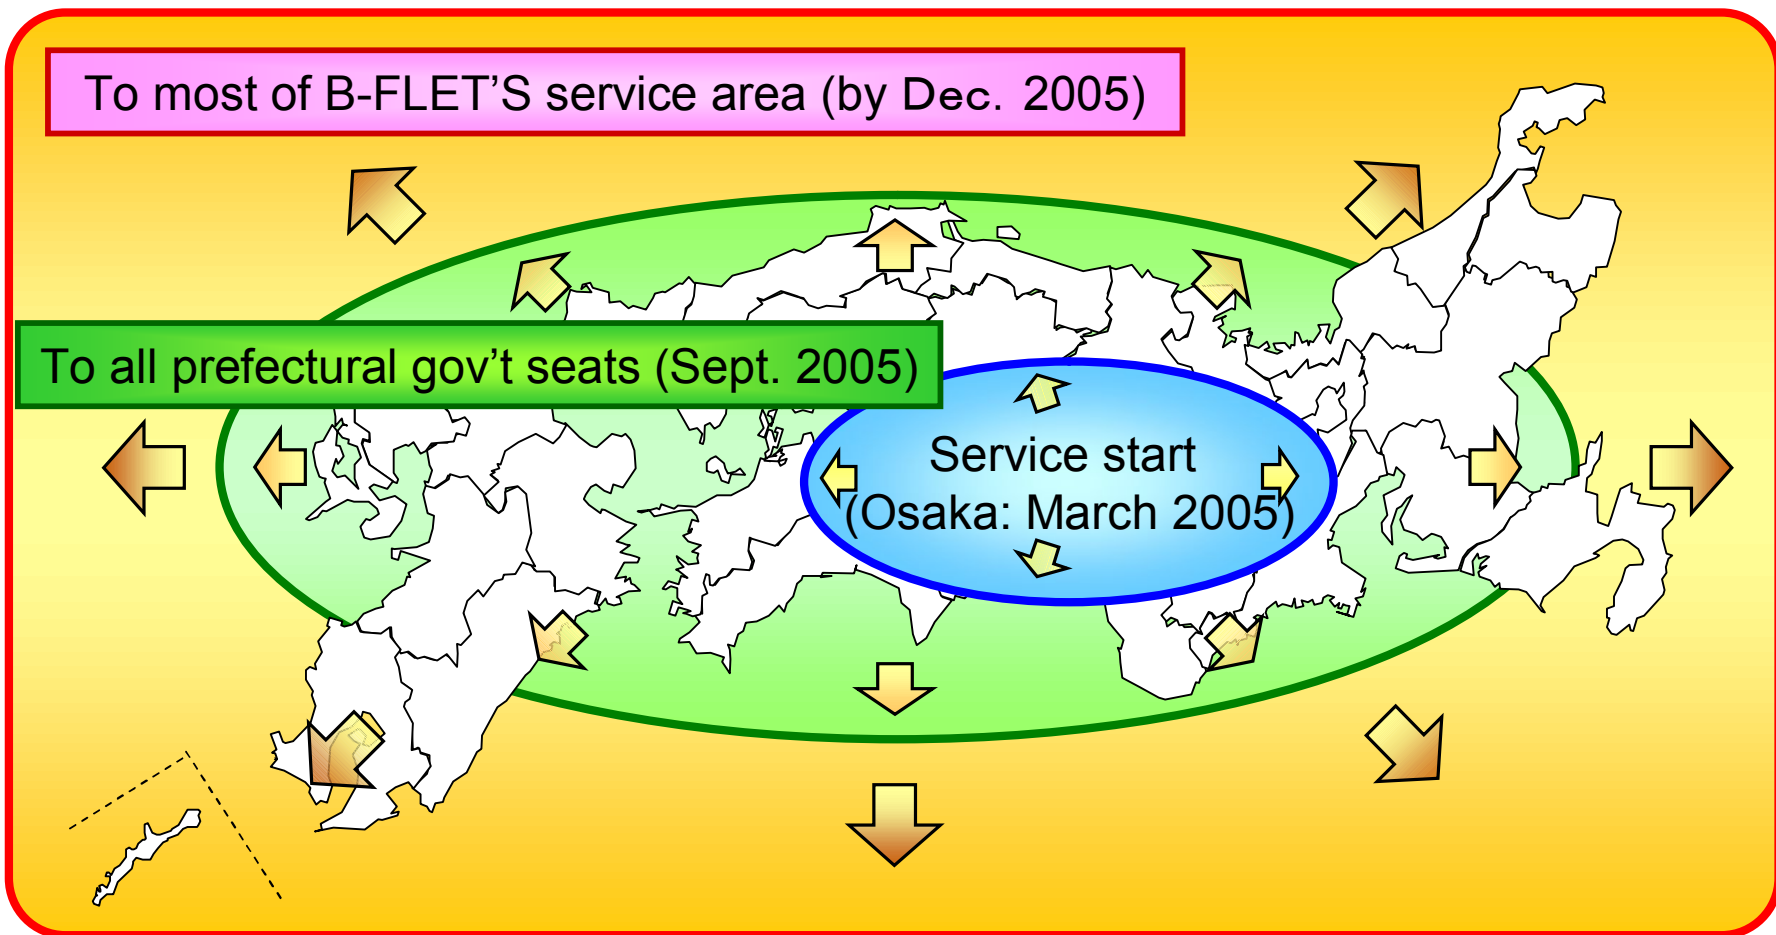 To most of B-FLET’S service area (by Dec. 2005)
To all prefectural gov’t seats (Sept. 2005)
Service start
(Osaka: March 2005)